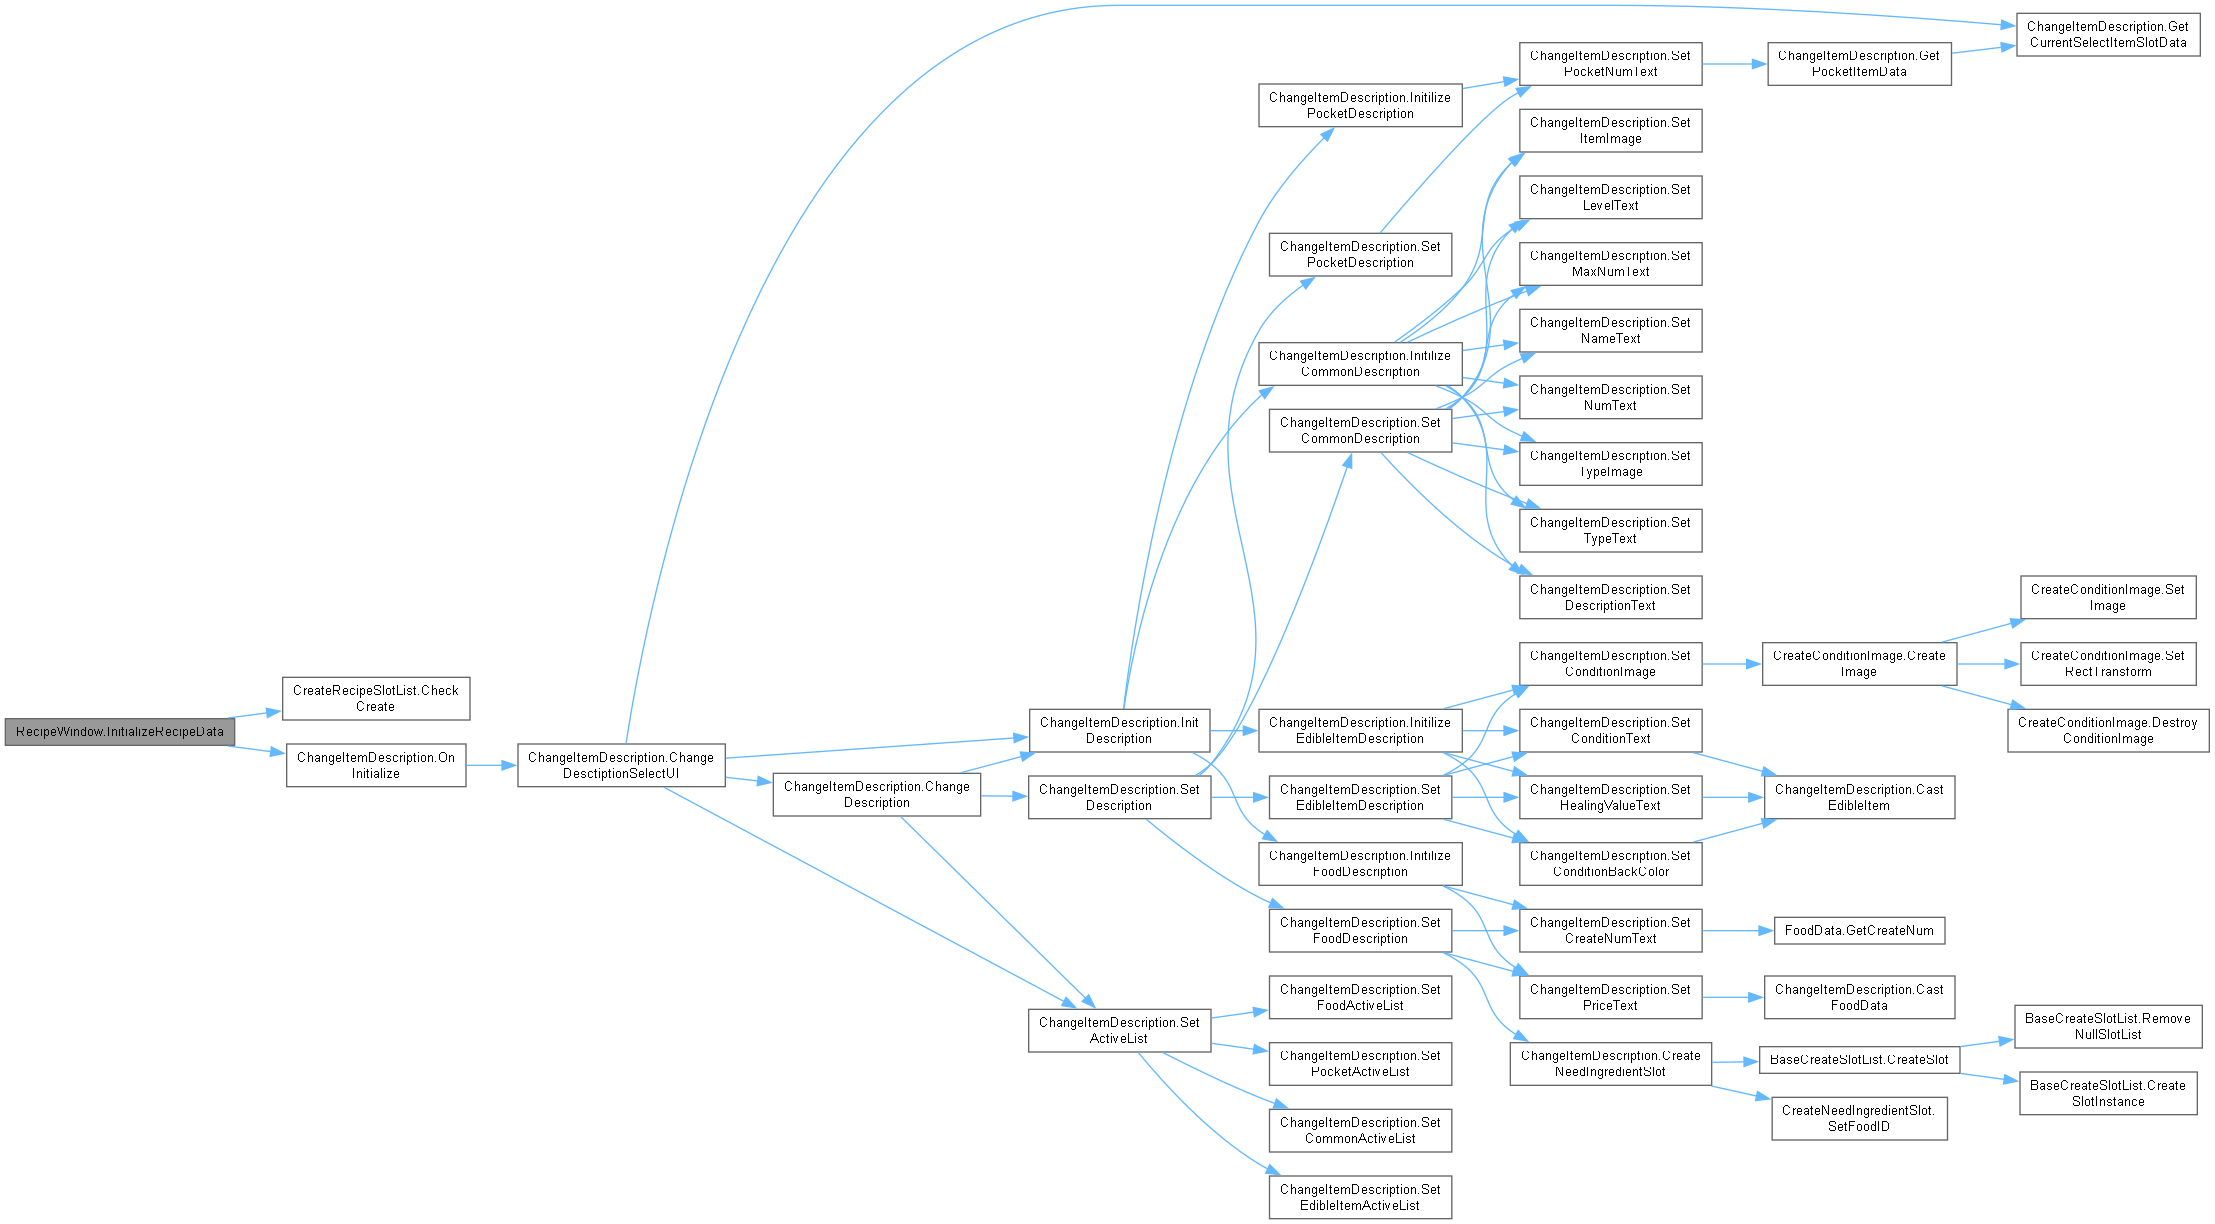 RecipeWindow.InitializeRecipeData
CreateRecipeSlotList.Check
Create
ChangeItemDescription.On
Initialize
ChangeItemDescription.Change
DesctiptionSelectUI
ChangeItemDescription.Change
Description
ChangeItemDescription.Init
Description
ChangeItemDescription.Set
Description
ChangeItemDescription.Set
ActiveList
ChangeItemDescription.Initilize
PocketDescription
ChangeItemDescription.Set
PocketDescription
ChangeItemDescription.Initilize
CommonDescription
ChangeItemDescription.Set
CommonDescription
ChangeItemDescription.Initilize
EdibleItemDescription
ChangeItemDescription.Set
EdibleItemDescription
ChangeItemDescription.Initilize
FoodDescription
ChangeItemDescription.Set
FoodDescription
ChangeItemDescription.Set
FoodActiveList
ChangeItemDescription.Set
PocketActiveList
ChangeItemDescription.Set
CommonActiveList
ChangeItemDescription.Set
EdibleItemActiveList
ChangeItemDescription.Set
PocketNumText
ChangeItemDescription.Set
ItemImage
ChangeItemDescription.Set
LevelText
ChangeItemDescription.Set
MaxNumText
ChangeItemDescription.Set
NameText
ChangeItemDescription.Set
NumText
ChangeItemDescription.Set
TypeImage
ChangeItemDescription.Set
TypeText
ChangeItemDescription.Set
DescriptionText
ChangeItemDescription.Set
ConditionImage
ChangeItemDescription.Set
ConditionText
ChangeItemDescription.Set
HealingValueText
ChangeItemDescription.Set
ConditionBackColor
ChangeItemDescription.Set
CreateNumText
ChangeItemDescription.Set
PriceText
ChangeItemDescription.Create
NeedIngredientSlot
ChangeItemDescription.Get
PocketItemData
CreateConditionImage.Create
Image
ChangeItemDescription.Cast
EdibleItem
FoodData.GetCreateNum
ChangeItemDescription.Cast
FoodData
BaseCreateSlotList.CreateSlot
CreateNeedIngredientSlot.
SetFoodID
ChangeItemDescription.Get
CurrentSelectItemSlotData
CreateConditionImage.Set
Image
CreateConditionImage.Set
RectTransform
CreateConditionImage.Destroy
ConditionImage
BaseCreateSlotList.Remove
NullSlotList
BaseCreateSlotList.Create
SlotInstance